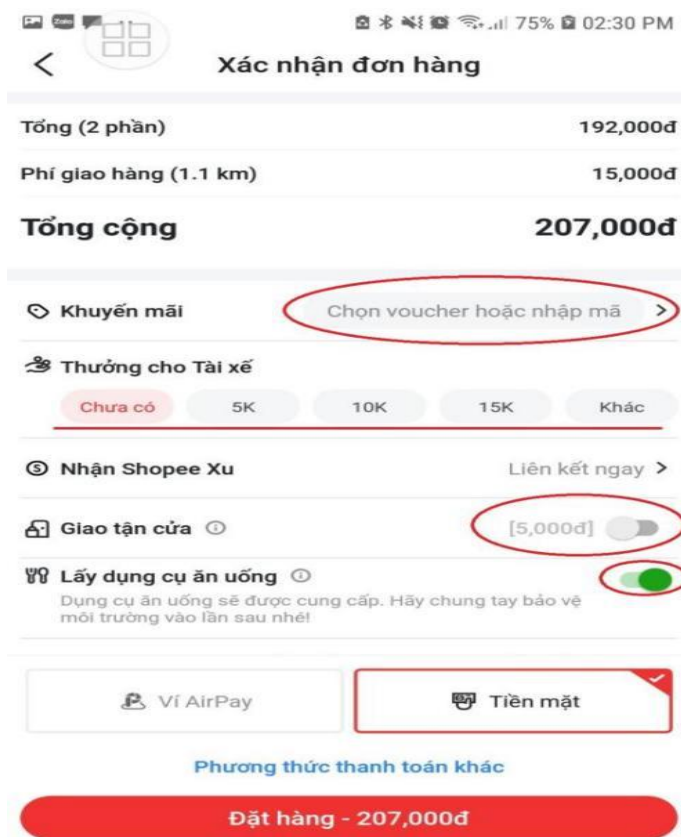 Zalo
75% 02:30 PM
Xác nhận đơn hàng
Tổng (2 phần) 192,000đ
Phí giao hàng (1.1 km) 15,000đ
Tổng cộng 207,000đ
Khuyến mãi Chọn voucher hoặc nhập mã >
Thưởng cho Tài xế
Chưa có 5K 10K 15K Khác
Nhận Shopee Xu Liên kết ngay >
Giao tận cửa [5,000đ]
Lấy dụng cụ ăn uống
Dụng cụ ăn uống sẽ được cung cấp. Hãy chung tay bảo vệ
môi trường vào lần sau nhé!
Ví AirPay Tiền mặt
Phương thức thanh toán khác
Đặt hàng - 207,000đ